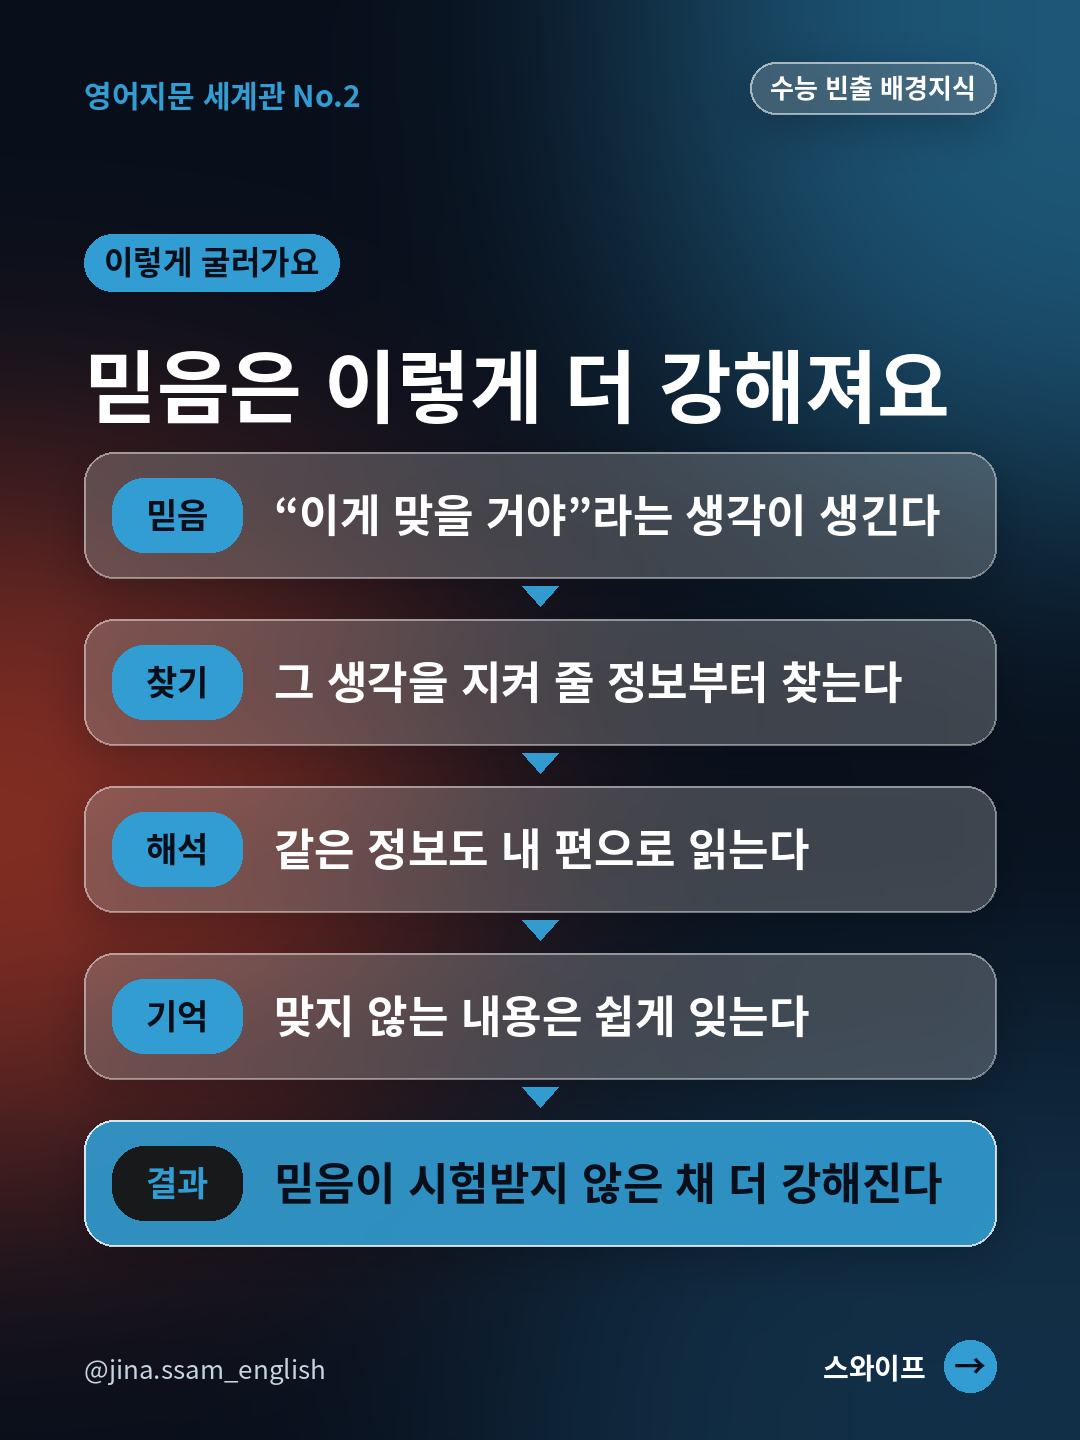 영어지문 세계관 No.2
수능 빈출 배경지식
이렇게 굴러가요
믿음은 이렇게 더 강해져요
믿음 “이게 맞을 거야”라는 생각이 생긴다
찾기 그 생각을 지켜 줄 정보부터 찾는다
해석 같은 정보도 내 편으로 읽는다
기억 맞지 않는 내용은 쉽게 잊는다
결과 믿음이 시험받지 않은 채 더 강해진다
@jina.ssam_english
스와이프 →